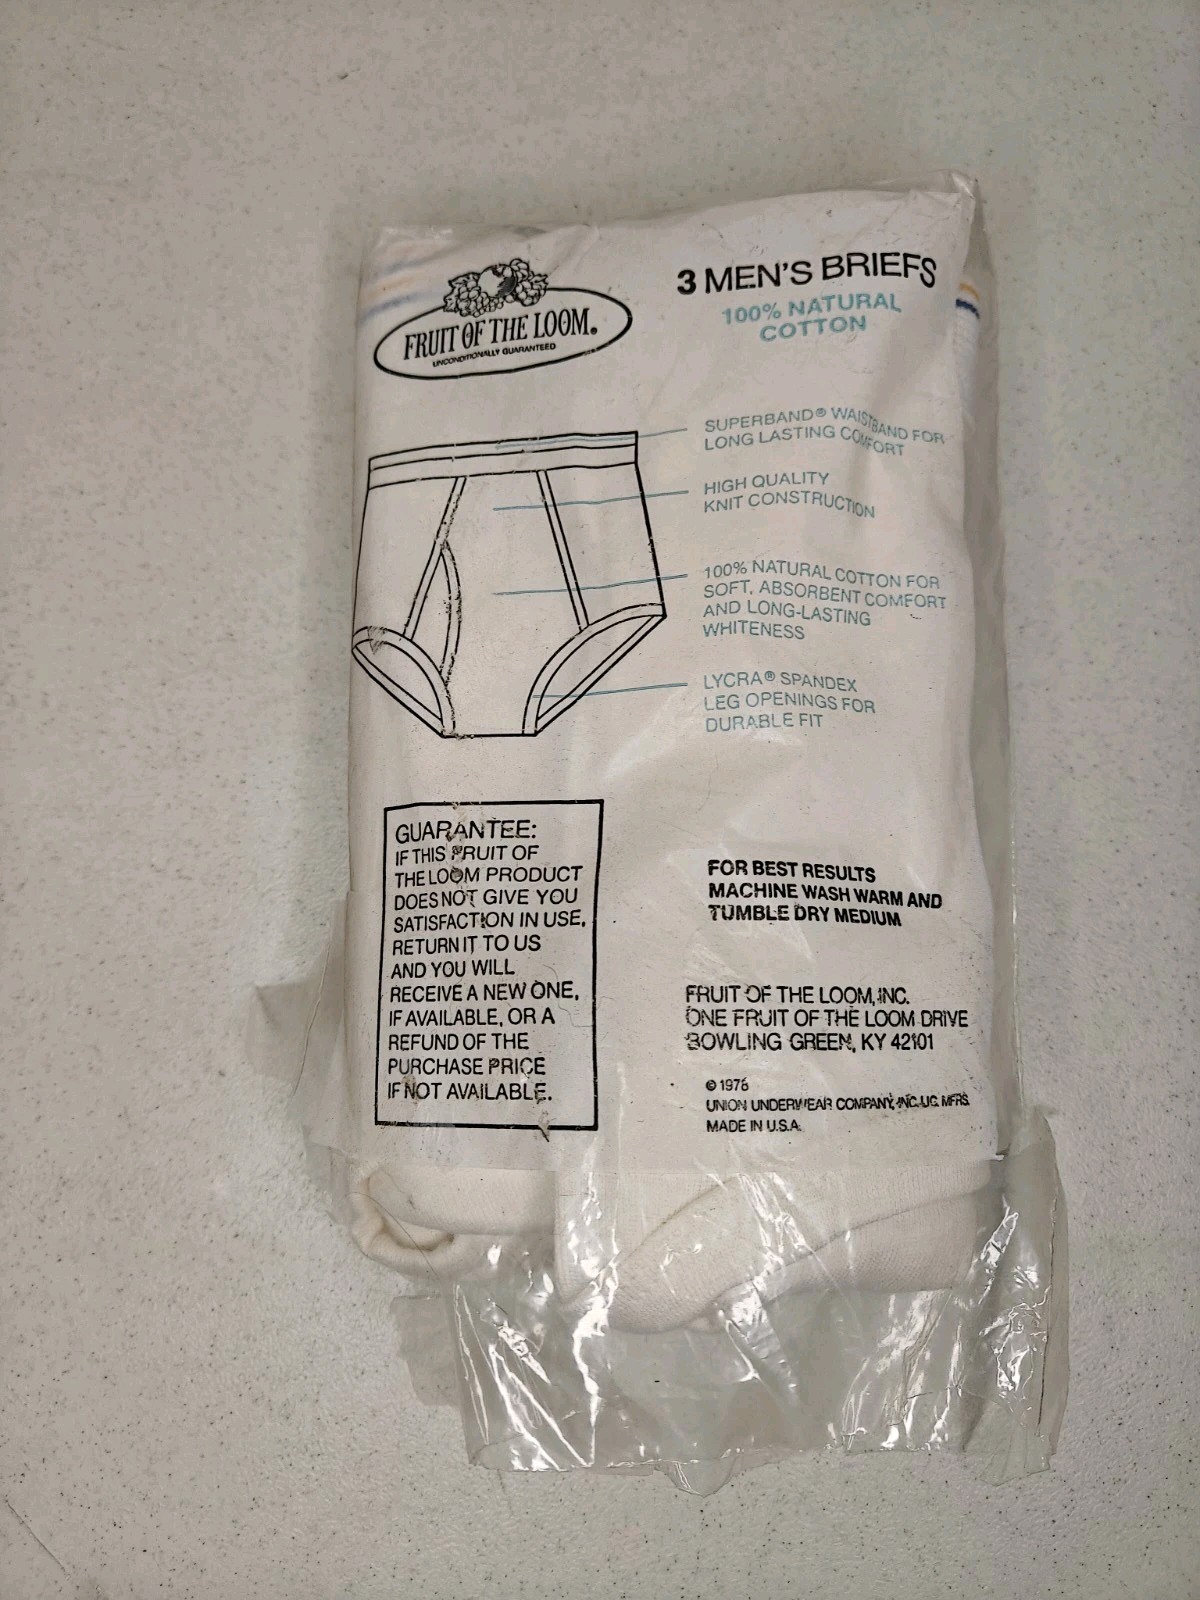 FRUIT OF THE LOOM®
UNCONDITIONALLY GUARANTEED
3 MEN'S BRIEFS
100% NATURAL
COTTON
SUPERBAND® WAISTBAND FOR
LONG LASTING COMFORT
HIGH QUALITY
KNIT CONSTRUCTION
100% NATURAL COTTON FOR
SOFT, ABSORBENT COMFORT
AND LONG-LASTING
WHITENESS
LYCRA® SPANDEX
LEG OPENINGS FOR
DURABLE FIT
GUARANTEE:
IF THIS FRUIT OF
THE LOOM PRODUCT
DOES NOT GIVE YOU
SATISFACTION IN USE,
RETURN IT TO US
AND YOU WILL
RECEIVE A NEW ONE,
IF AVAILABLE, OR A
REFUND OF THE
PURCHASE PRICE
IF NOT AVAILABLE.
FOR BEST RESULTS
MACHINE WASH WARM AND
TUMBLE DRY MEDIUM
FRUIT OF THE LOOM, INC.
ONE FRUIT OF THE LOOM DRIVE
BOWLING GREEN, KY 42101
© 1978
UNION UNDERWEAR COMPANY, INC. LIC. MFRS.
MADE IN U.S.A.